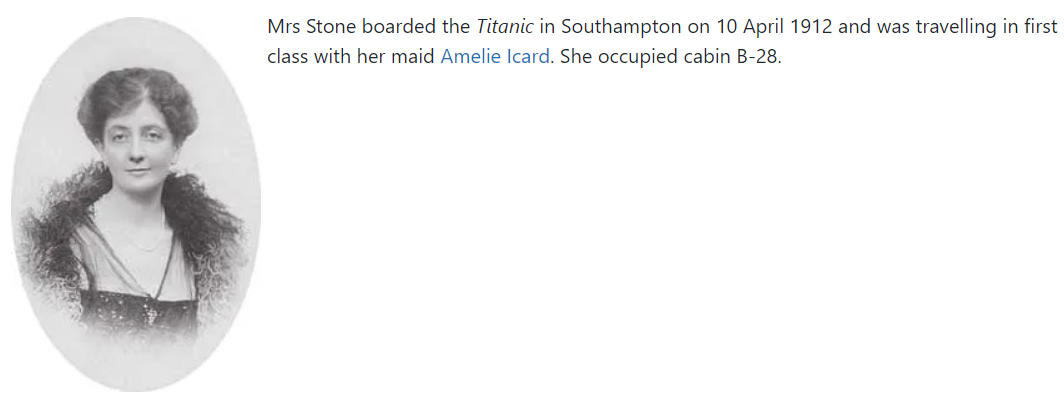 Mrs Stone boarded the Titanic in Southampton on 10 April 1912 and was travelling in first
class with her maid Amelie Icard. She occupied cabin B-28.